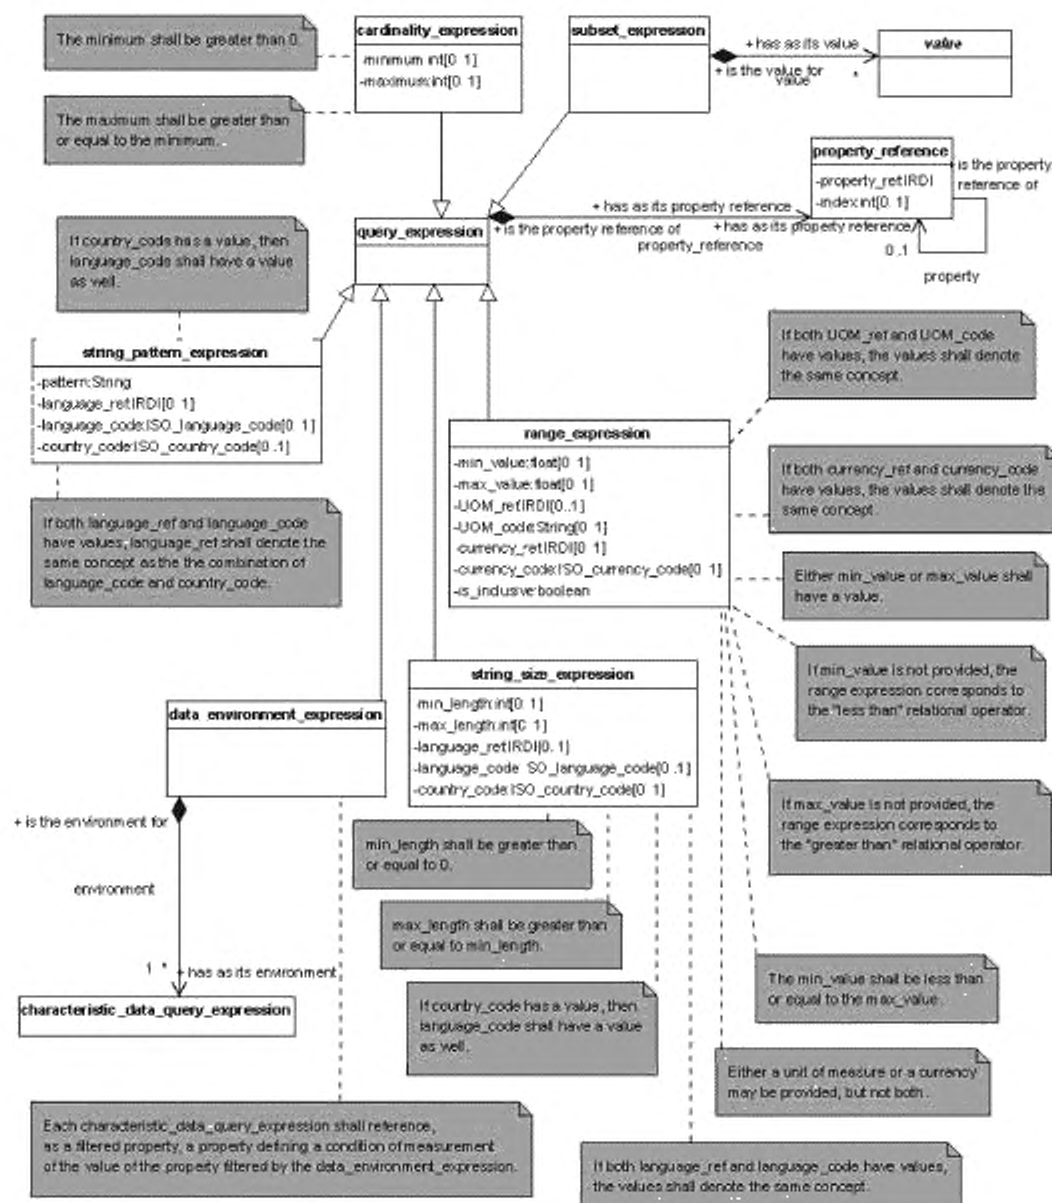 The minimum shall be greater than 0.
The maximum shall be greater than
or equal to the minimum.
cardinality_expression
-minimum:int[0 1]
-maximum:int[0 1]
subset_expression
+ has as its value
+ is the value for
value
*
value
property_reference
-property_ref:IRDI
-index:int[0..1]
is the property
reference of
+ has as its property reference
+ is the property reference of
property_reference
+ has as its property reference
0..1
property
query_expression
If country_code has a value, then
language_code shall have a value
as well.
string_pattern_expression
-pattern:String
-language_ref:IRDI[0 1]
-language_code:ISO_language_code[0 1]
-country_code:ISO_country_code[0..1]
If both language_ref and language_code
have values, language_ref shall denote the
same concept as the the combination of
language_code and country_code.
range_expression
-min_value:float[0 1]
-max_value:float[0 1]
-UOM_ref:IRDI[0..1]
-UOM_code:String[0 1]
-currency_ref:IRDI[0 1]
-currency_code:ISO_currency_code[0 1]
-is_inclusive:boolean
If both UOM_ref and UOM_code
have values, the values shall denote
the same concept.
If both currency_ref and currency_code
have values, the values shall denote the
same concept.
Either min_value or max_value shall
have a value.
If min_value is not provided, the
range expression corresponds to
the "less than" relational operator.
If max_value is not provided, the
range expression corresponds to
the "greater than" relational operator.
The min_value shall be less than
or equal to the max_value.
Either a unit of measure or a currency
may be provided, but not both.
string_size_expression
-min_length:int[0..1]
-max_length:int[0 1]
-language_ref:IRDI[0..1]
-language_code ISO_language_code[0..1]
-country_code:ISO_country_code[0 1]
min_length shall be greater than
or equal to 0.
max_length shall be greater than
or equal to min_length.
If country_code has a value, then
language_code shall have a value
as well.
If both language_ref and language_code have values,
the values shall denote the same concept.
data_environment_expression
+ is the environment for
environment
1 *
+ has as its environment
characteristic_data_query_expression
Each characteristic_data_query_expression shall reference,
as a filtered property, a property defining a condition of measurement
of the value of the property filtered by the data_environment_expression.